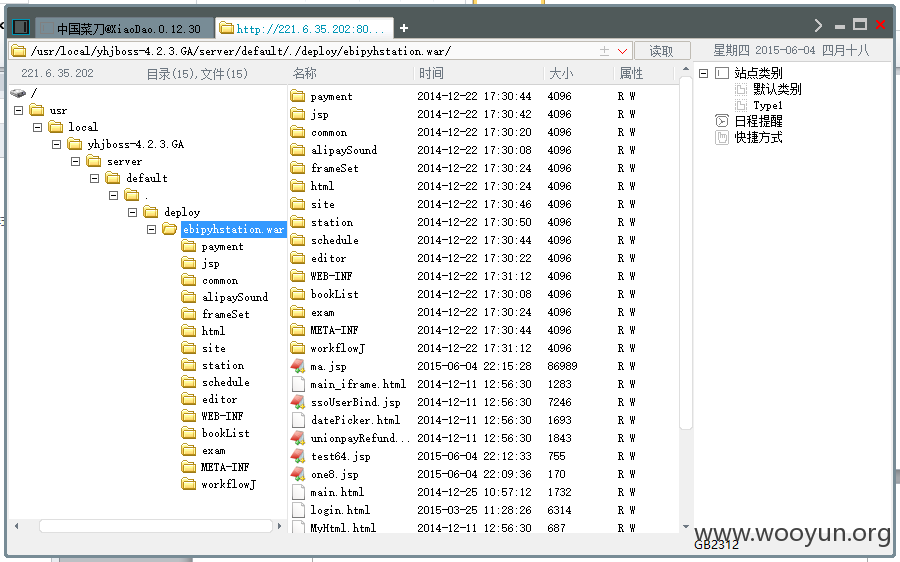 中国菜刀@XiaoDao.0.12.30
http://221.6.35.202:80...
+
/usr/local/yhjboss-4.2.3.GA/server/default/./deploy/ebipyhstation.war/
读取
星期四 2015-06-04 四月十八
221.6.35.202
目录(15),文件(15)
名称 时间 大小 属性
/
usr
local
yhjboss-4.2.3.GA
server
default
.
deploy
ebipyhstation.war
payment
jsp
common
alipaySound
frameSet
html
site
station
schedule
editor
WEB-INF
bookList
exam
META-INF
workflowJ
payment 2014-12-22 17:30:44 4096 R W
jsp 2014-12-22 17:30:42 4096 R W
common 2014-12-22 17:30:20 4096 R W
alipaySound 2014-12-22 17:30:08 4096 R W
frameSet 2014-12-22 17:30:24 4096 R W
html 2014-12-22 17:30:24 4096 R W
site 2014-12-22 17:30:46 4096 R W
station 2014-12-22 17:30:50 4096 R W
schedule 2014-12-22 17:30:44 4096 R W
editor 2014-12-22 17:30:22 4096 R W
WEB-INF 2014-12-22 17:31:12 4096 R W
bookList 2014-12-22 17:30:08 4096 R W
exam 2014-12-22 17:30:24 4096 R W
META-INF 2014-12-22 17:30:44 4096 R W
workflowJ 2014-12-22 17:31:12 4096 R W
ma.jsp 2015-06-04 22:15:28 86989 R W
main_iframe.html 2014-12-11 12:56:30 1283 R W
ssoUserBind.jsp 2014-12-11 12:56:30 7246 R W
datePicker.html 2014-12-11 12:56:30 1693 R W
unionpayRefund... 2014-12-11 12:56:30 1843 R W
test64.jsp 2015-06-04 22:12:33 755 R W
one8.jsp 2015-06-04 22:09:36 170 R W
main.html 2014-12-25 10:57:12 1732 R W
login.html 2015-03-25 11:28:26 6314 R W
MyHtml.html 2014-12-11 12:56:30 687 R W
站点类别
默认类别
Type1
日程提醒
快捷方式
www.wooyun.org
GB2312